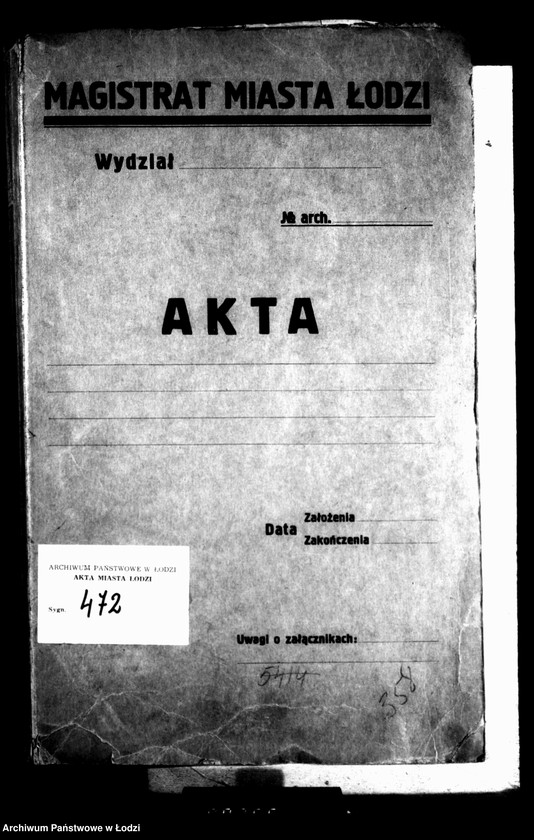 MAGISTRAT MIASTA ŁODZI
Wydział
№ arch.
AKTA
Data Założenia
Zakończenia
ARCHIWUM PAŃSTWOWE W ŁODZI
AKTA MIASTA ŁODZI
Sygn. 472
Uwagi o załącznikach:
5414
Archiwum Państwowe w Łodzi